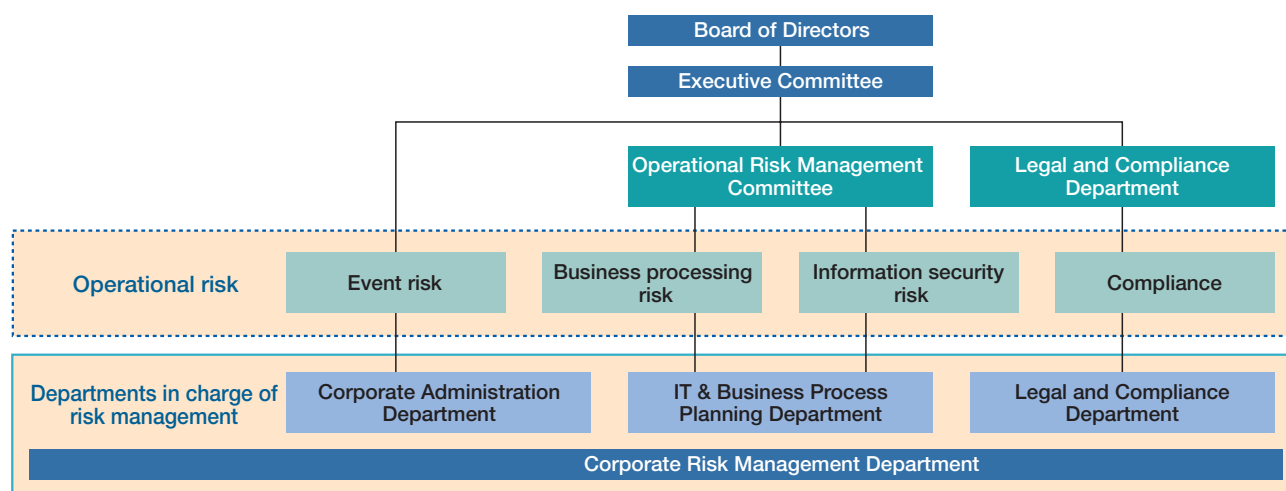 Board of Directors
Executive Committee
Operational Risk Management
Committee
Legal and Compliance
Department
Operational risk
Event risk
Business processing
risk
Information security
risk
Compliance
Departments in charge of
risk management
Corporate Administration
Department
IT & Business Process
Planning Department
Legal and Compliance
Department
Corporate Risk Management Department